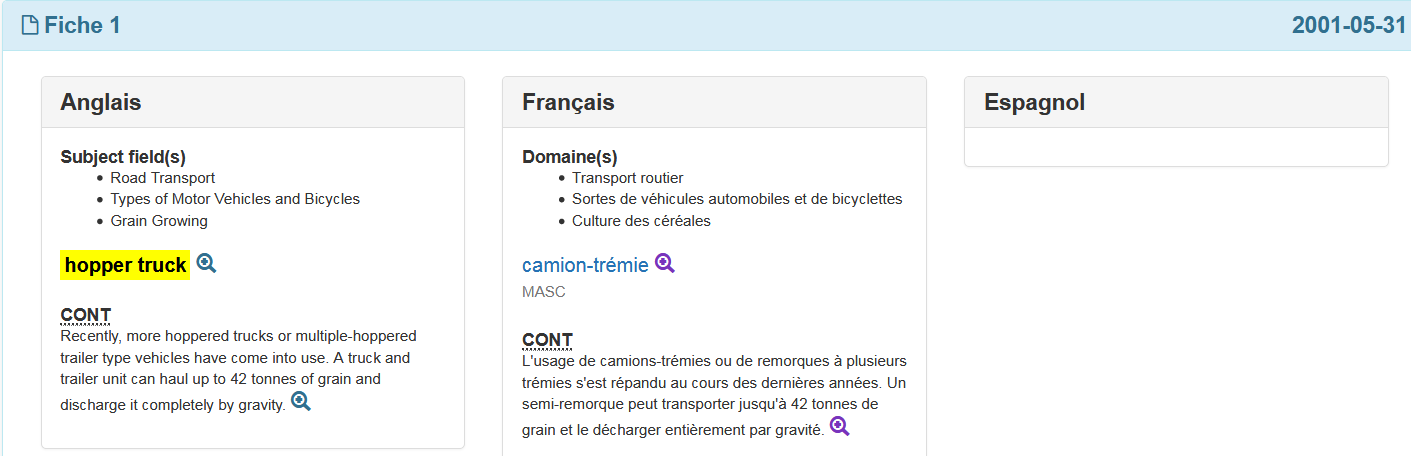 Fiche 1
2001-05-31
Anglais
Subject field(s)
Road Transport
Types of Motor Vehicles and Bicycles
Grain Growing
hopper truck
CONT
Recently, more hoppered trucks or multiple-hoppered
trailer type vehicles have come into use. A truck and
trailer unit can haul up to 42 tonnes of grain and
discharge it completely by gravity.
Français
Domaine(s)
Transport routier
Sortes de véhicules automobiles et de bicyclettes
Culture des céréales
camion-trémie
MASC
CONT
L'usage de camions-trémies ou de remorques à plusieurs
trémies s'est répandu au cours des dernières années. Un
semi-remorque peut transporter jusqu'à 42 tonnes de
grain et le décharger entièrement par gravité.
Espagnol